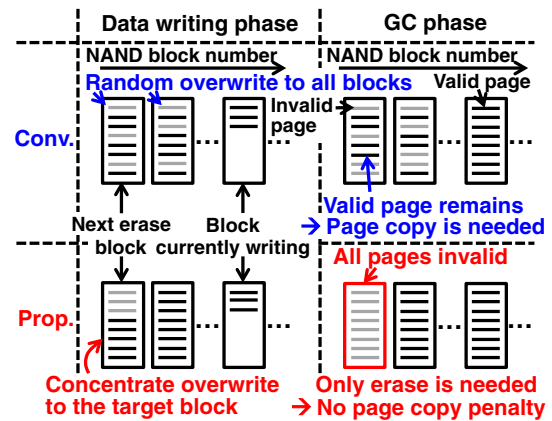 Data writing phase
GC phase
NAND block number
NAND block number
Random overwrite to all blocks
Valid page
Invalid
page
Conv.
...
...
...
Valid page remains
→ Page copy is needed
Next erase
block
Block
currently writing
All pages invalid
Prop.
...
...
...
Concentrate overwrite
to the target block
Only erase is needed
→ No page copy penalty